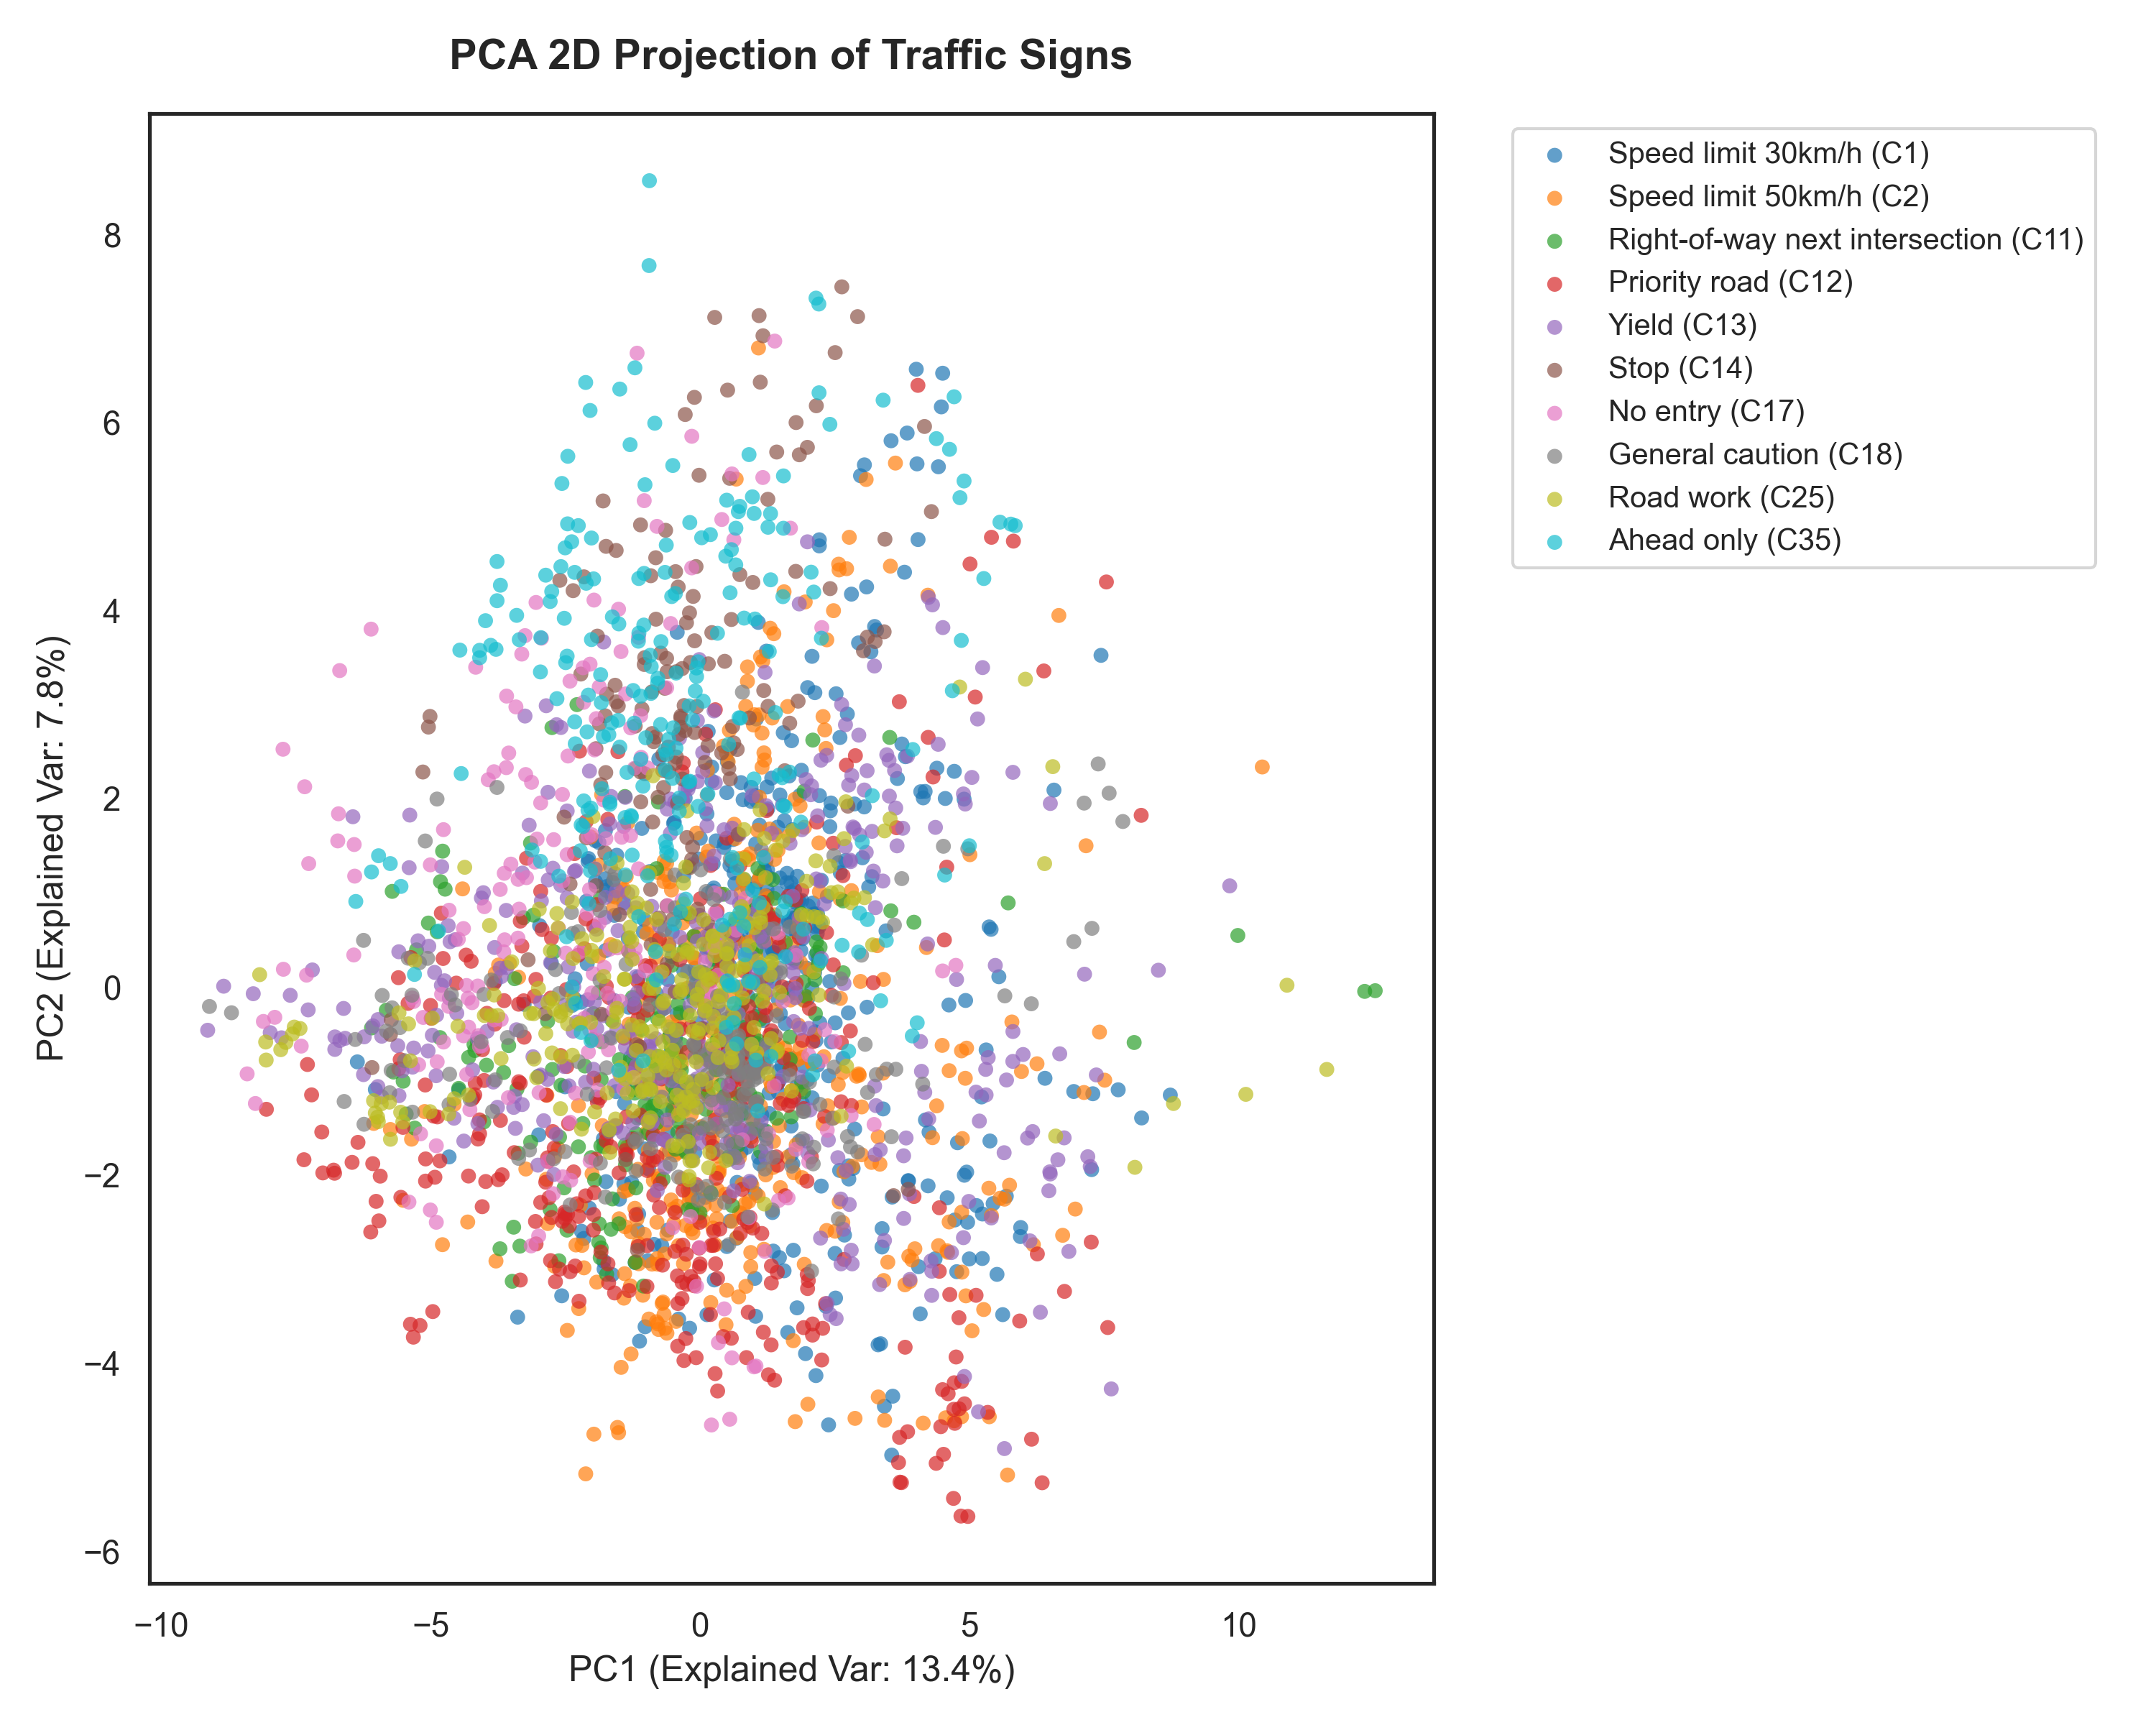 PCA 2D Projection of Traffic Signs
Speed limit 30km/h (C1)
Speed limit 50km/h (C2)
Right-of-way next intersection (C11)
Priority road (C12)
Yield (C13)
Stop (C14)
No entry (C17)
General caution (C18)
Road work (C25)
Ahead only (C35)
PC2 (Explained Var: 7.8%)
8
6
4
2
0
−2
−4
−6
−10 −5 0 5 10
PC1 (Explained Var: 13.4%)